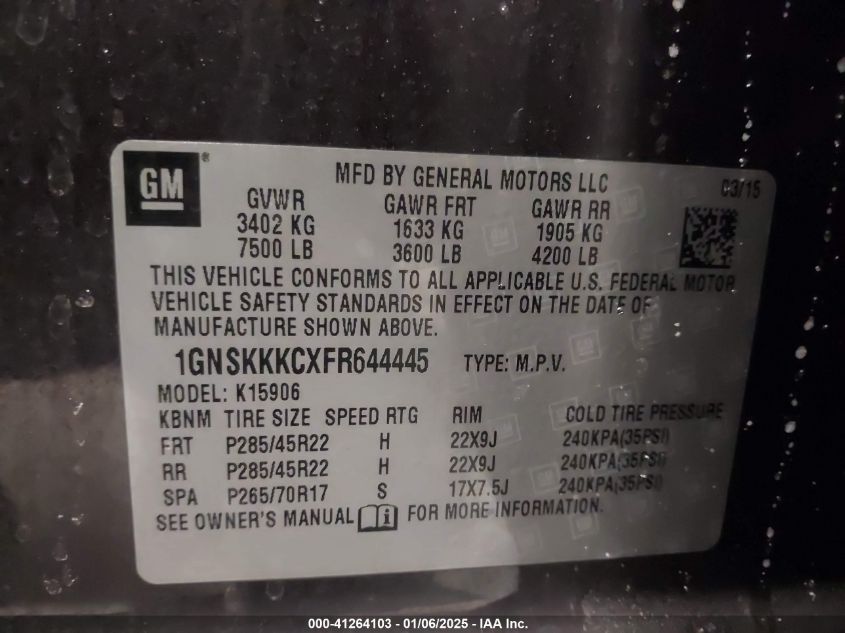 GM ®
MFD BY GENERAL MOTORS LLC 03/15
GVWR GAWR FRT GAWR RR
3402 KG 1633 KG 1905 KG
7500 LB 3600 LB 4200 LB
THIS VEHICLE CONFORMS TO ALL APPLICABLE U.S. FEDERAL MOTOR
VEHICLE SAFETY STANDARDS IN EFFECT ON THE DATE OF
MANUFACTURE SHOWN ABOVE.
1GNSKKKCXFR644445 TYPE: M.P.V.
MODEL: K15906
KBNM TIRE SIZE SPEED RTG RIM COLD TIRE PRESSURE
FRT P285/45R22 H 22X9J 240KPA(35PSI)
RR P285/45R22 H 22X9J 240KPA(35PSI)
SPA P265/70R17 S 17X7.5J 240KPA(35PSI)
SEE OWNER'S MANUAL i FOR MORE INFORMATION.
000-41264103 - 01/06/2025 - IAA Inc.